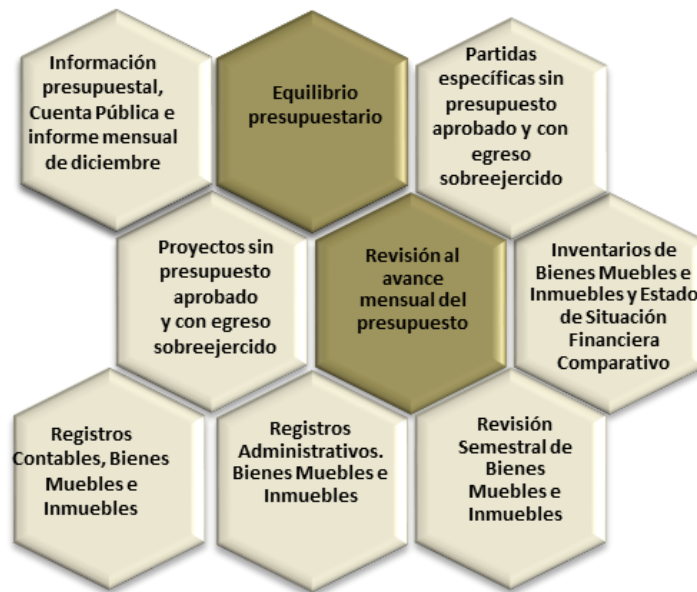 Información
presupuestal,
Cuenta Pública e
informe mensual
de diciembre
Equilibrio
presupuestario
Partidas
específicas sin
presupuesto
aprobado y con
egreso
sobreejercido
Proyectos sin
presupuesto
aprobado
y con egreso
sobreejercido
Revisión al
avance
mensual del
presupuesto
Inventarios de
Bienes Muebles e
Inmuebles y Estado
de Situación
Financiera
Comparativo
Registros
Contables, Bienes
Muebles e
Inmuebles
Registros
Administrativos.
Bienes Muebles e
Inmuebles
Revisión
Semestral de
Bienes
Muebles e
Inmuebles